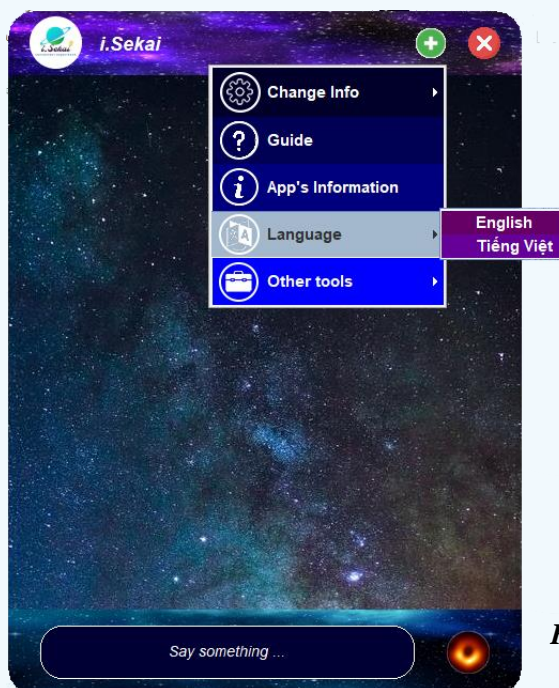 i.Sekai
i.Sekai
Change Info
Guide
App's Information
Language
English
Tiếng Việt
Other tools
Say something ...